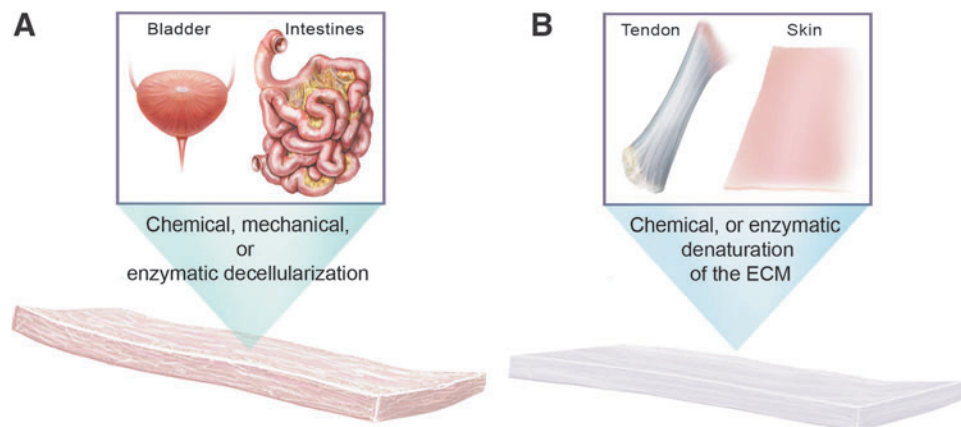 A
Bladder
Intestines
Chemical, mechanical,
or
enzymatic decellularization
B
Tendon
Skin
Chemical, or enzymatic
denaturation
of the ECM